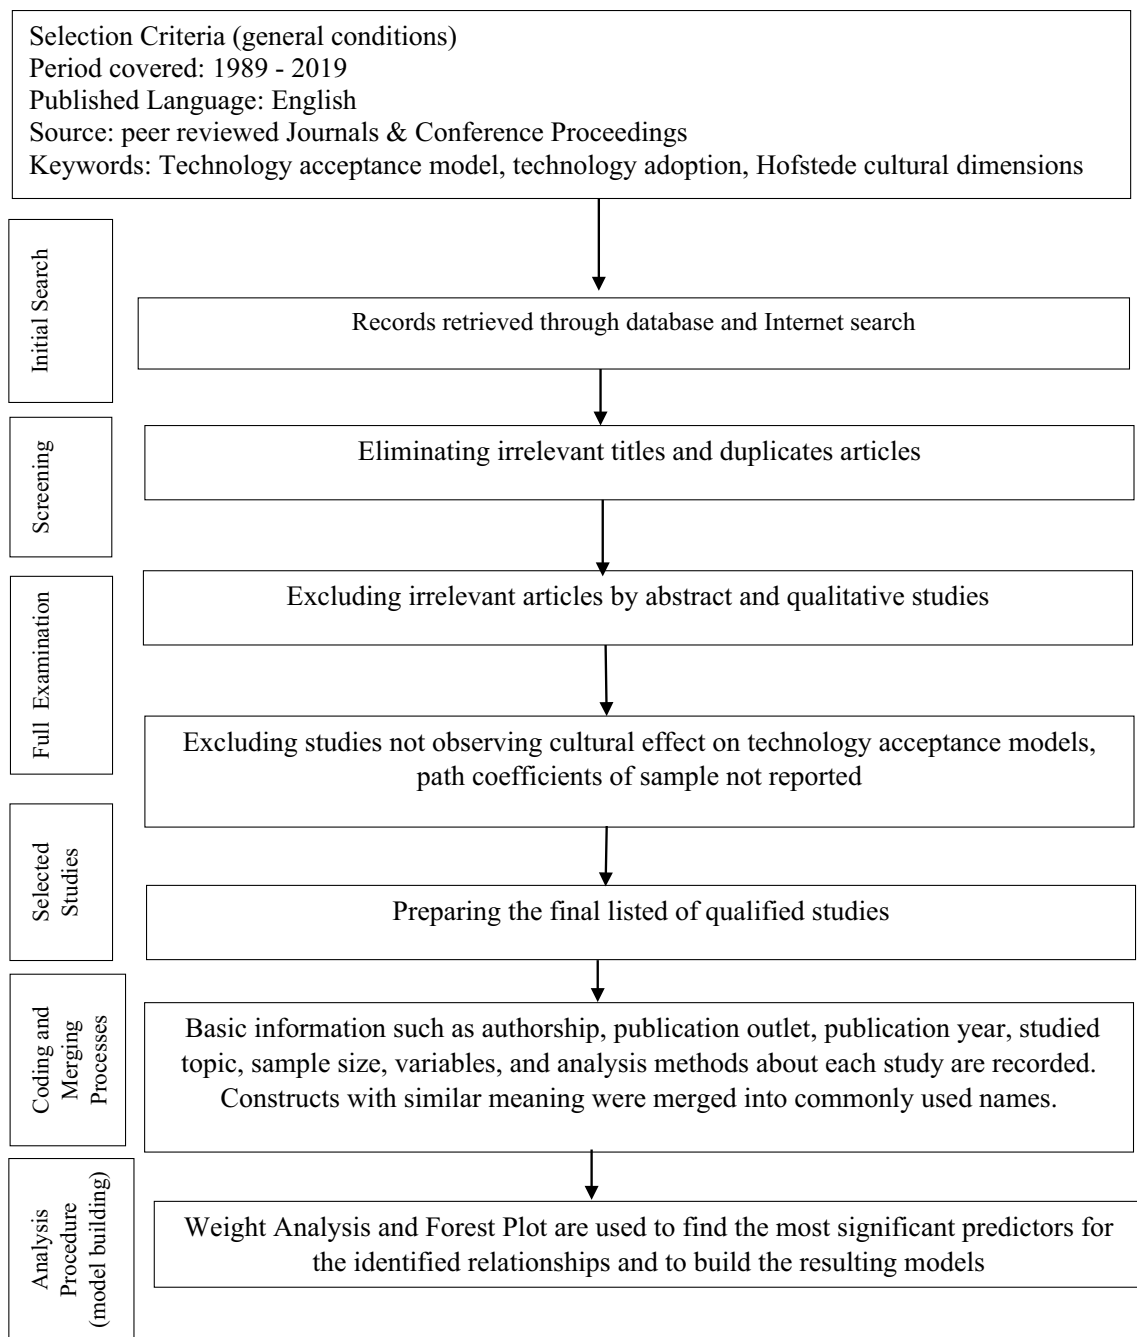 Selection Criteria (general conditions)
Period covered: 1989 - 2019
Published Language: English
Source: peer reviewed Journals & Conference Proceedings
Keywords: Technology acceptance model, technology adoption, Hofstede cultural dimensions
Initial Search
Records retrieved through database and Internet search
Screening
Eliminating irrelevant titles and duplicates articles
Full Examination
Excluding irrelevant articles by abstract and qualitative studies
Excluding studies not observing cultural effect on technology acceptance models,
path coefficients of sample not reported
Selected
Studies
Preparing the final listed of qualified studies
Coding and
Merging
Processes
Basic information such as authorship, publication outlet, publication year, studied
topic, sample size, variables, and analysis methods about each study are recorded.
Constructs with similar meaning were merged into commonly used names.
Analysis
Procedure
(model building)
Weight Analysis and Forest Plot are used to find the most significant predictors for
the identified relationships and to build the resulting models